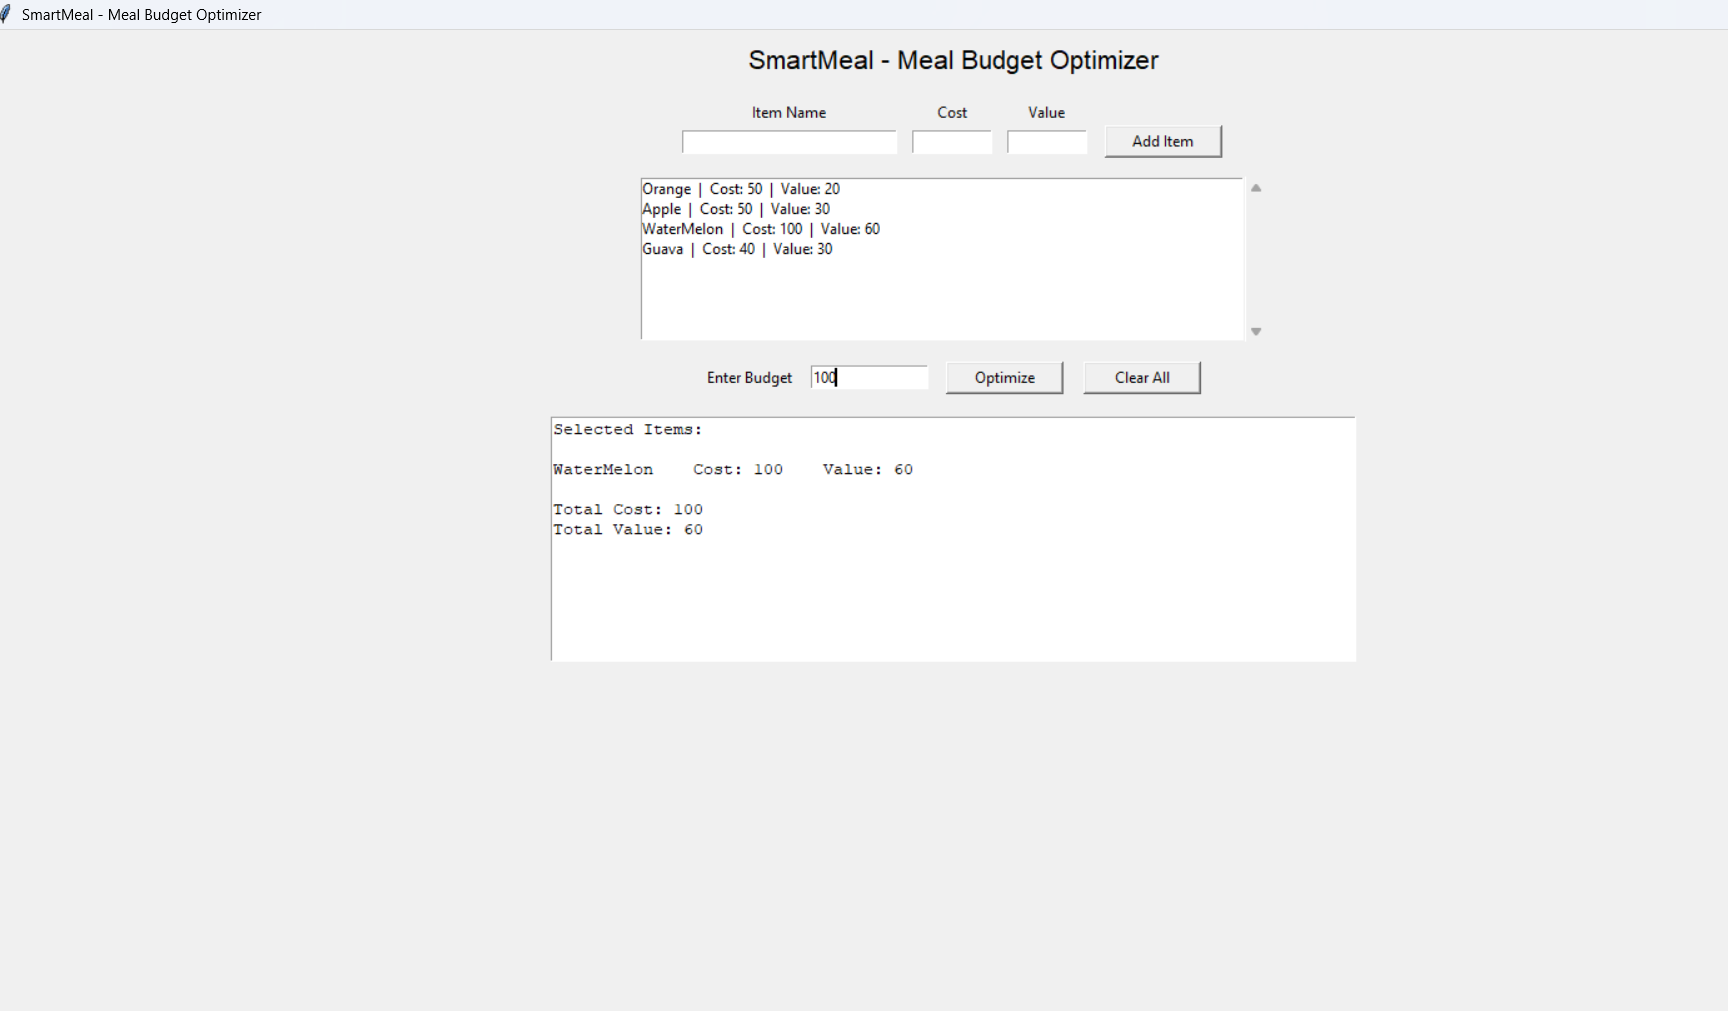 SmartMeal - Meal Budget Optimizer
SmartMeal - Meal Budget Optimizer
Item Name Cost Value
Add Item
Orange | Cost: 50 | Value: 20
Apple | Cost: 50 | Value: 30
WaterMelon | Cost: 100 | Value: 60
Guava | Cost: 40 | Value: 30
Enter Budget 100 Optimize Clear All
Selected Items:
WaterMelon Cost: 100 Value: 60
Total Cost: 100
Total Value: 60